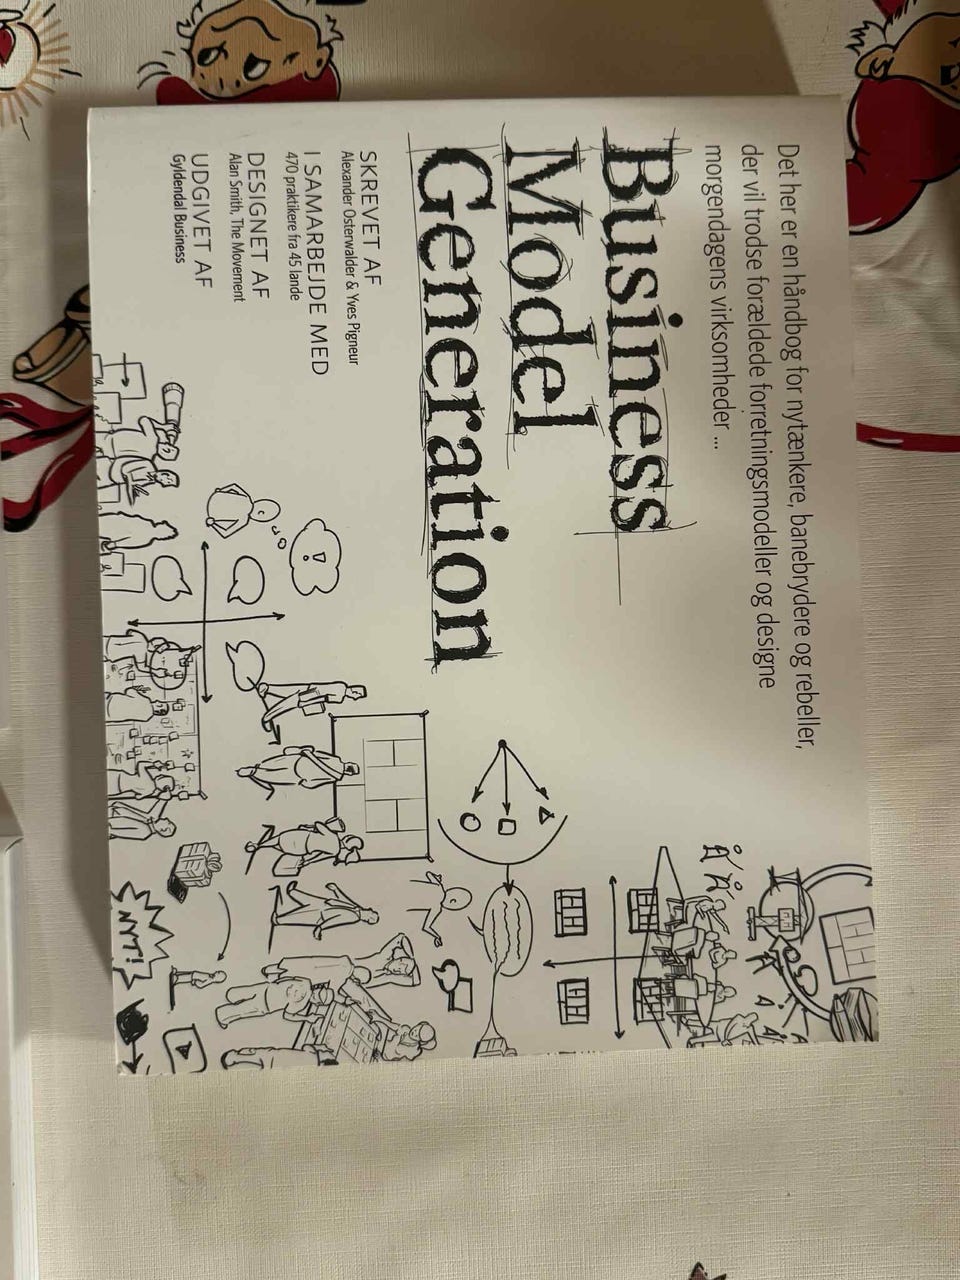 Det her er en håndbog for nytænkere, banebrydere og rebeller,
der vil trodse forældede forretningsmodeller og designe
morgendagens virksomheder ...
Business
Model
Generation
SKREVET AF
Alexander Osterwalder & Yves Pigneur
I SAMARBEJDE MED
470 praktikere fra 45 lande
DESIGNET AF
Alan Smith, The Movement
UDGIVET AF
Gyldendal Business
NYT!